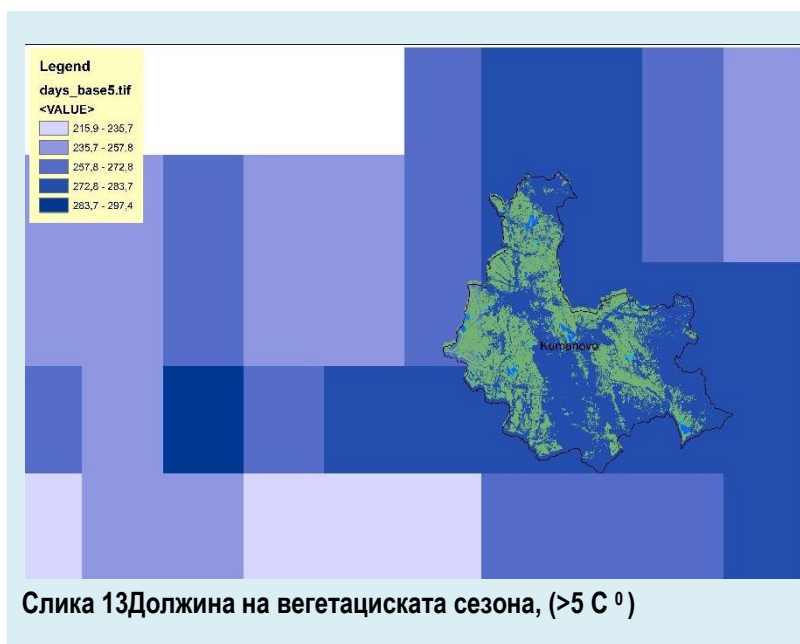 Legend
days_base5.tif
<VALUE>
215,9 - 235,7
235,7 - 257,8
257,8 - 272,8
272,8 - 283,7
283,7 - 297,4
Kumanovo
Слика 13Должина на вегетациската сезона, (>5 C ⁰ )